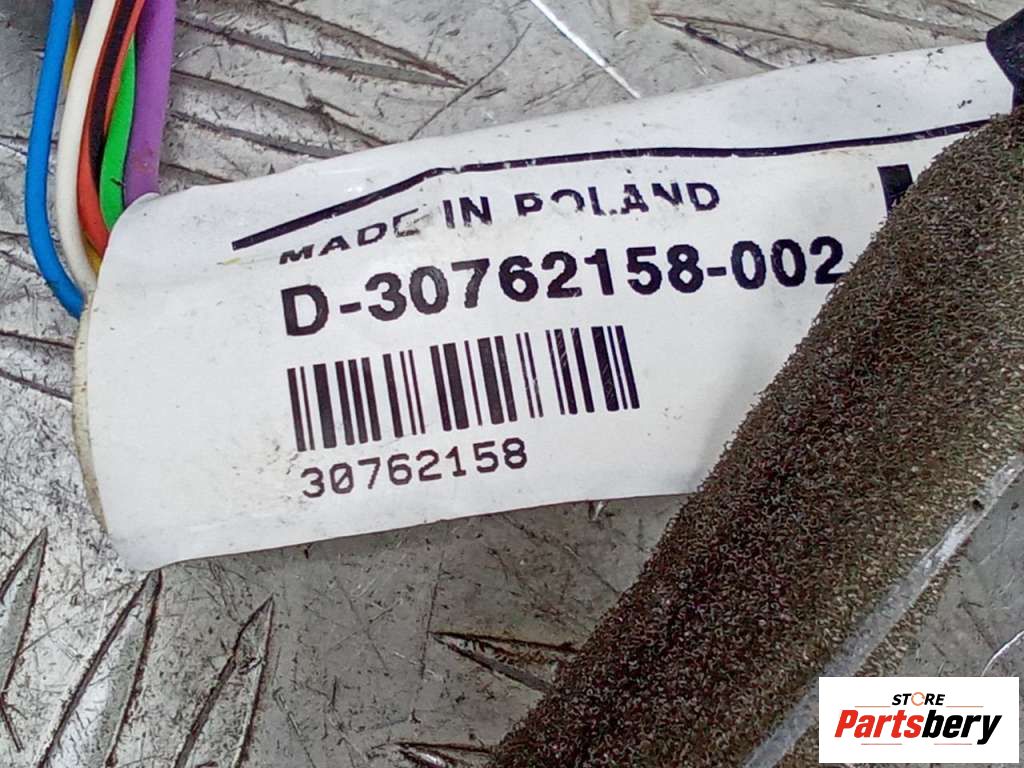 MADE IN POLAND
D-30762158-002
30762158
STORE
Partsbery